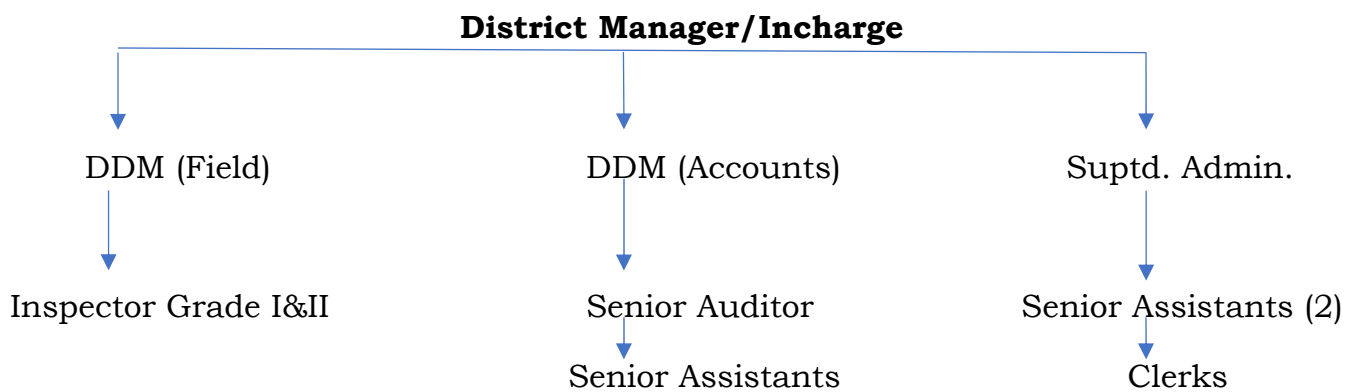 District Manager/Incharge
DDM (Field) DDM (Accounts) Suptd. Admin.
Inspector Grade I&II Senior Auditor Senior Assistants (2)
Senior Assistants Clerks